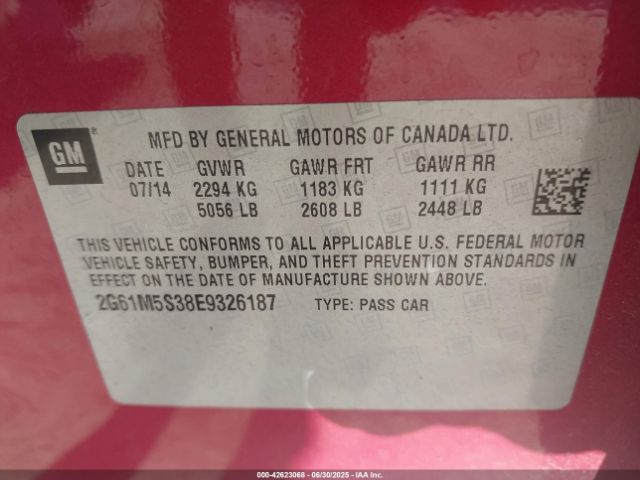 GM
MFD BY GENERAL MOTORS OF CANADA LTD.
DATE GVWR GAWR FRT GAWR RR
07/14 2294 KG 1183 KG 1111 KG
5056 LB 2608 LB 2448 LB
THIS VEHICLE CONFORMS TO ALL APPLICABLE U.S. FEDERAL MOTOR
VEHICLE SAFETY, BUMPER, AND THEFT PREVENTION STANDARDS IN
EFFECT ON THE DATE OF MANUFACTURE SHOWN ABOVE.
2G61M5S38E9326187 TYPE: PASS CAR
000-42623068 - 06/30/2025 - IAA Inc.